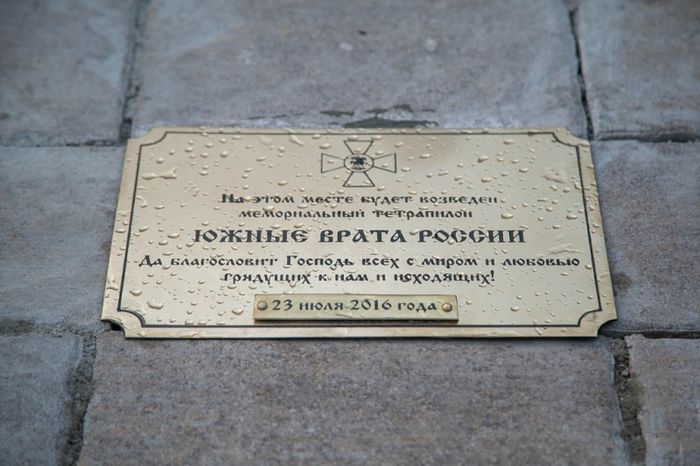 На этом месте будет возведен
мемориальный тетрапилон
ЮЖНЫЕ ВРАТА РОССИИ
Да благословит Господь всех с миром и любовью
грядущих к нам и исходящих!
23 июля 2016 года